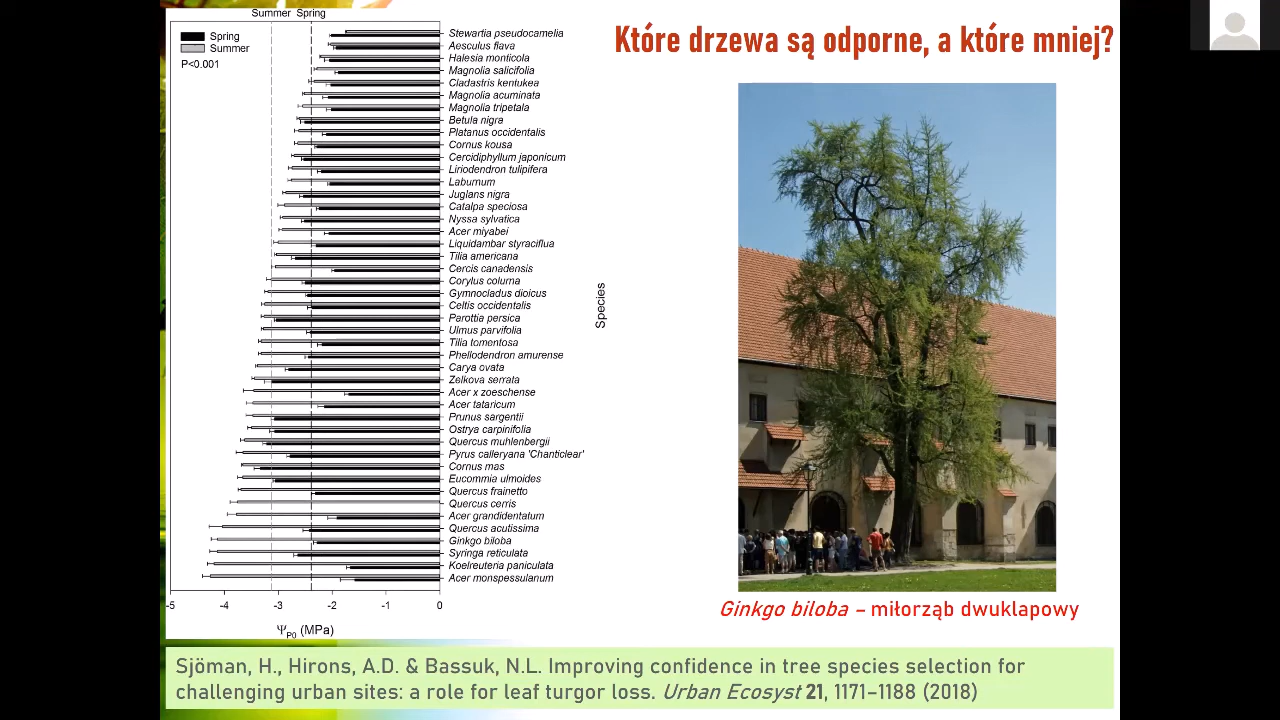 Które drzewa są odporne, a które mniej?
Summer Spring
Spring
Summer
P<0.001
Stewartia pseudocamelia
Aesculus flava
Halesia monticola
Magnolia salicifolia
Cladastris kentukea
Magnolia acuminata
Magnolia tripetala
Betula nigra
Platanus occidentalis
Cornus kousa
Cercidiphyllum japonicum
Liriodendron tulipifera
Laburnum
Juglans nigra
Catalpa speciosa
Nyssa sylvatica
Acer miyabei
Liquidambar styraciflua
Tilia americana
Cercis canadensis
Corylus colurna
Gymnocladus dioicus
Celtis occidentalis
Parottia persica
Ulmus parvifolia
Tilia tomentosa
Phellodendron amurense
Carya ovata
Zelkova serrata
Acer x zoeschense
Acer tataricum
Prunus sargentii
Ostrya carpinifolia
Quercus muhlenbergii
Pyrus calleryana 'Chanticlear'
Cornus mas
Eucommia ulmoides
Quercus frainetto
Quercus cerris
Acer grandidentatum
Quercus acutissima
Ginkgo biloba
Syringa reticulata
Koelreuteria paniculata
Acer monspessulanum
Species
-5 -4 -3 -2 -1 0
ΨP0 (MPa)
Ginkgo biloba – miłorząb dwuklapowy
Sjöman, H., Hirons, A.D. & Bassuk, N.L. Improving confidence in tree species selection for
challenging urban sites: a role for leaf turgor loss. Urban Ecosyst 21, 1171–1188 (2018)